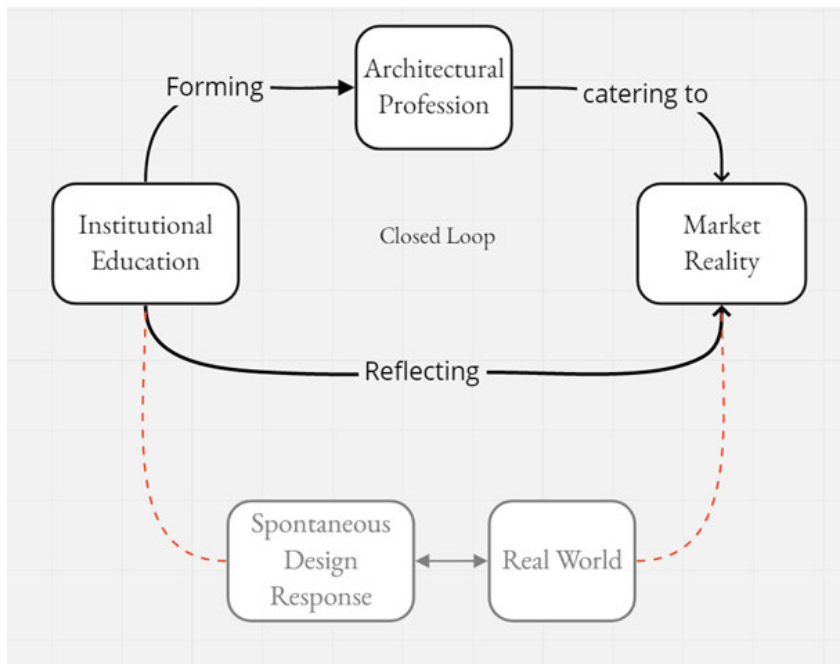 Forming
Architectural
Profession
catering to
Institutional
Education
Closed Loop
Market
Reality
Reflecting
Spontaneous
Design
Response
Real World